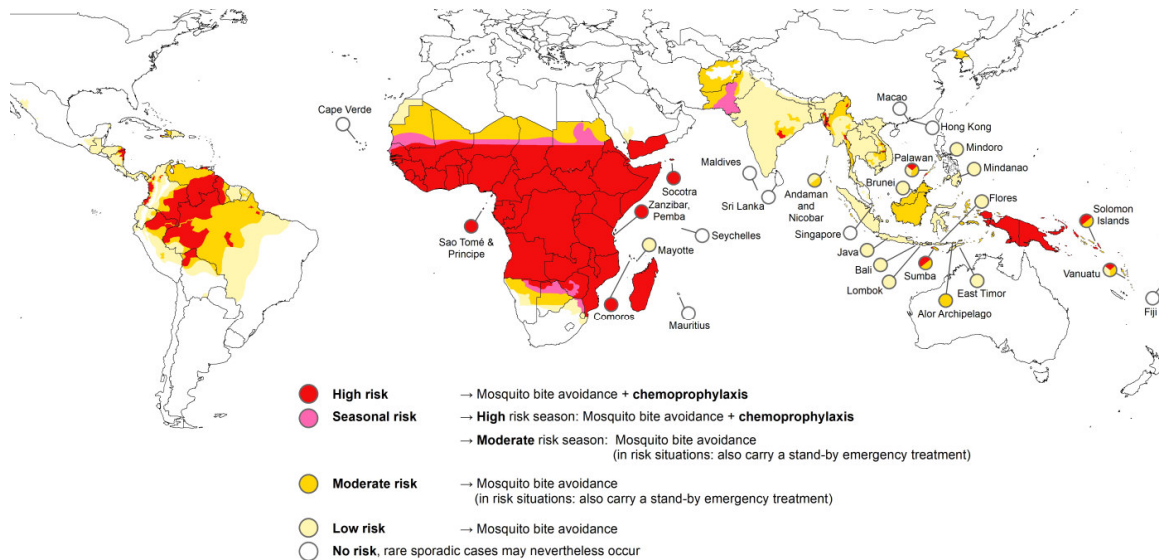 Cape Verde
Sao Tomé &
Principe
Socotra
Zanzibar,
Pemba
Mayotte
Seychelles
Comoros
Mauritius
Maldives
Sri Lanka
Andaman
and
Nicobar
Singapore
Java
Bali
Lombok
Sumba
Macao
Hong Kong
Mindoro
Palawan
Mindanao
Brunei
Flores
Solomon
Islands
Vanuatu
East Timor
Alor Archipelago
Fiji
High risk → Mosquito bite avoidance + chemoprophylaxis
Seasonal risk → High risk season: Mosquito bite avoidance + chemoprophylaxis
→ Moderate risk season: Mosquito bite avoidance
(in risk situations: also carry a stand-by emergency treatment)
Moderate risk → Mosquito bite avoidance
(in risk situations: also carry a stand-by emergency treatment)
Low risk → Mosquito bite avoidance
No risk, rare sporadic cases may nevertheless occur